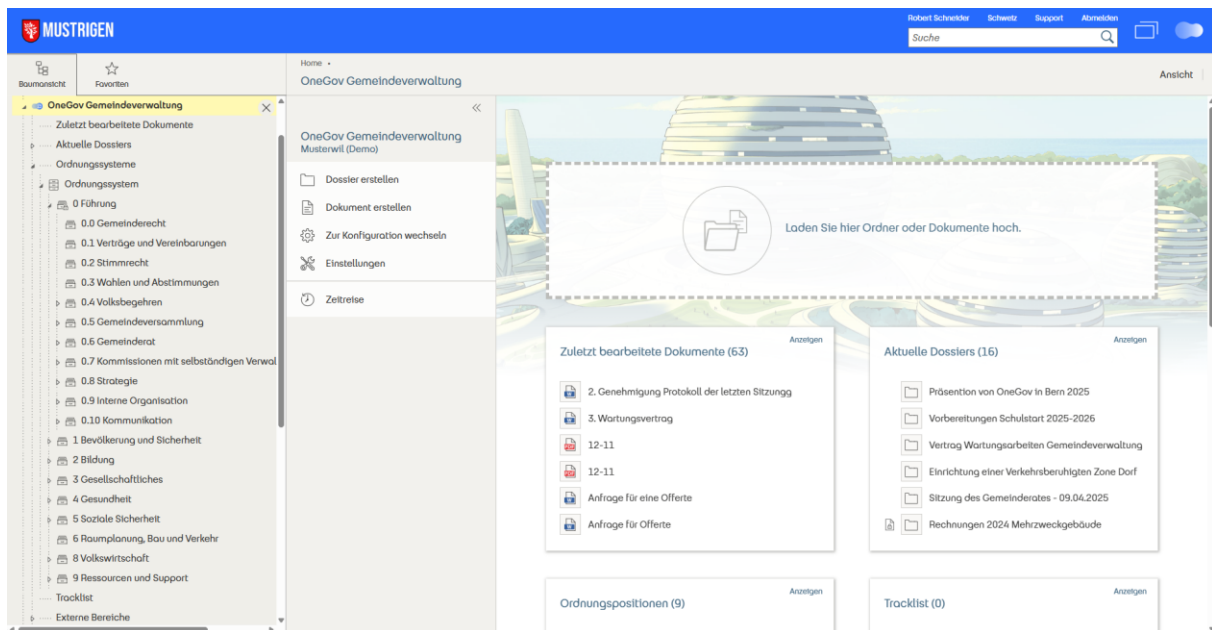 MUSTRIGEN
Robert Schneider Schweiz Support Abmelden
Suche
Baumansicht Favoriten
Home •
OneGov Gemeindeverwaltung
Ansicht
OneGov Gemeindeverwaltung
Zuletzt bearbeitete Dokumente
Aktuelle Dossiers
Ordnungssysteme
Ordnungssystem
0 Führung
0.0 Gemeinderecht
0.1 Verträge und Vereinbarungen
0.2 Stimmrecht
0.3 Wahlen und Abstimmungen
0.4 Volksbegehren
0.5 Gemeindeversammlung
0.6 Gemeinderat
0.7 Kommissionen mit selbständigen Verwal
0.8 Strategie
0.9 Interne Organisation
0.10 Kommunikation
1 Bevölkerung und Sicherheit
2 Bildung
3 Gesellschaftliches
4 Gesundheit
5 Soziale Sicherheit
6 Raumplanung, Bau und Verkehr
8 Volkswirtschaft
9 Ressourcen und Support
Tracklist
Externe Bereiche
OneGov Gemeindeverwaltung
Musterwil (Demo)
Dossier erstellen
Dokument erstellen
Zur Konfiguration wechseln
Einstellungen
Zeitreise
Laden Sie hier Ordner oder Dokumente hoch.
Anzeigen
Zuletzt bearbeitete Dokumente (63)
2. Genehmigung Protokoll der letzten Sitzungg
3. Wartungsvertrag
PDF 12-11
PDF 12-11
Anfrage für eine Offerte
Anfrage für Offerte
Anzeigen
Aktuelle Dossiers (16)
Präsention von OneGov in Bern 2025
Vorbereitungen Schulstart 2025-2026
Vertrag Wartungsarbeiten Gemeindeverwaltung
Einrichtung einer Verkehrsberuhigten Zone Dorf
Sitzung des Gemeinderates - 09.04.2025
Rechnungen 2024 Mehrzweckgebäude
Anzeigen
Ordnungspositionen (9)
Anzeigen
Tracklist (0)